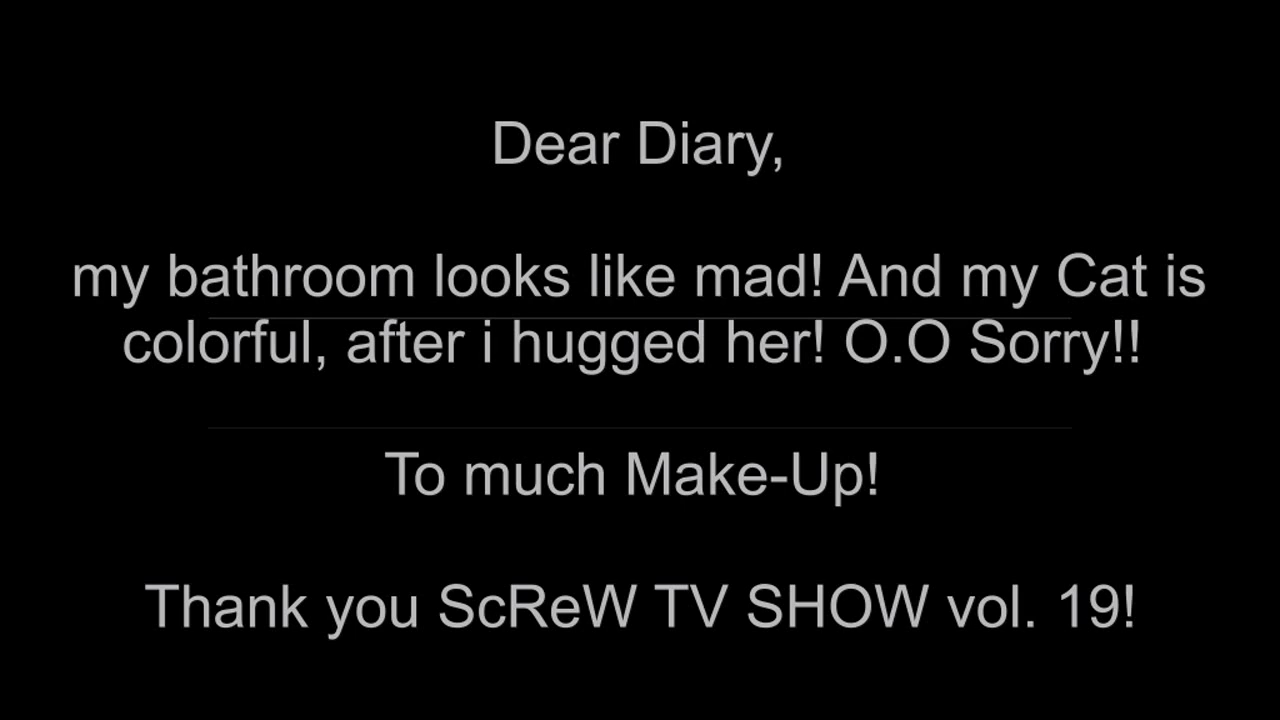 Dear Diary,
my bathroom looks like mad! And my Cat is
colorful, after i hugged her! O.O Sorry!!
To much Make-Up!
Thank you ScReW TV SHOW vol. 19!